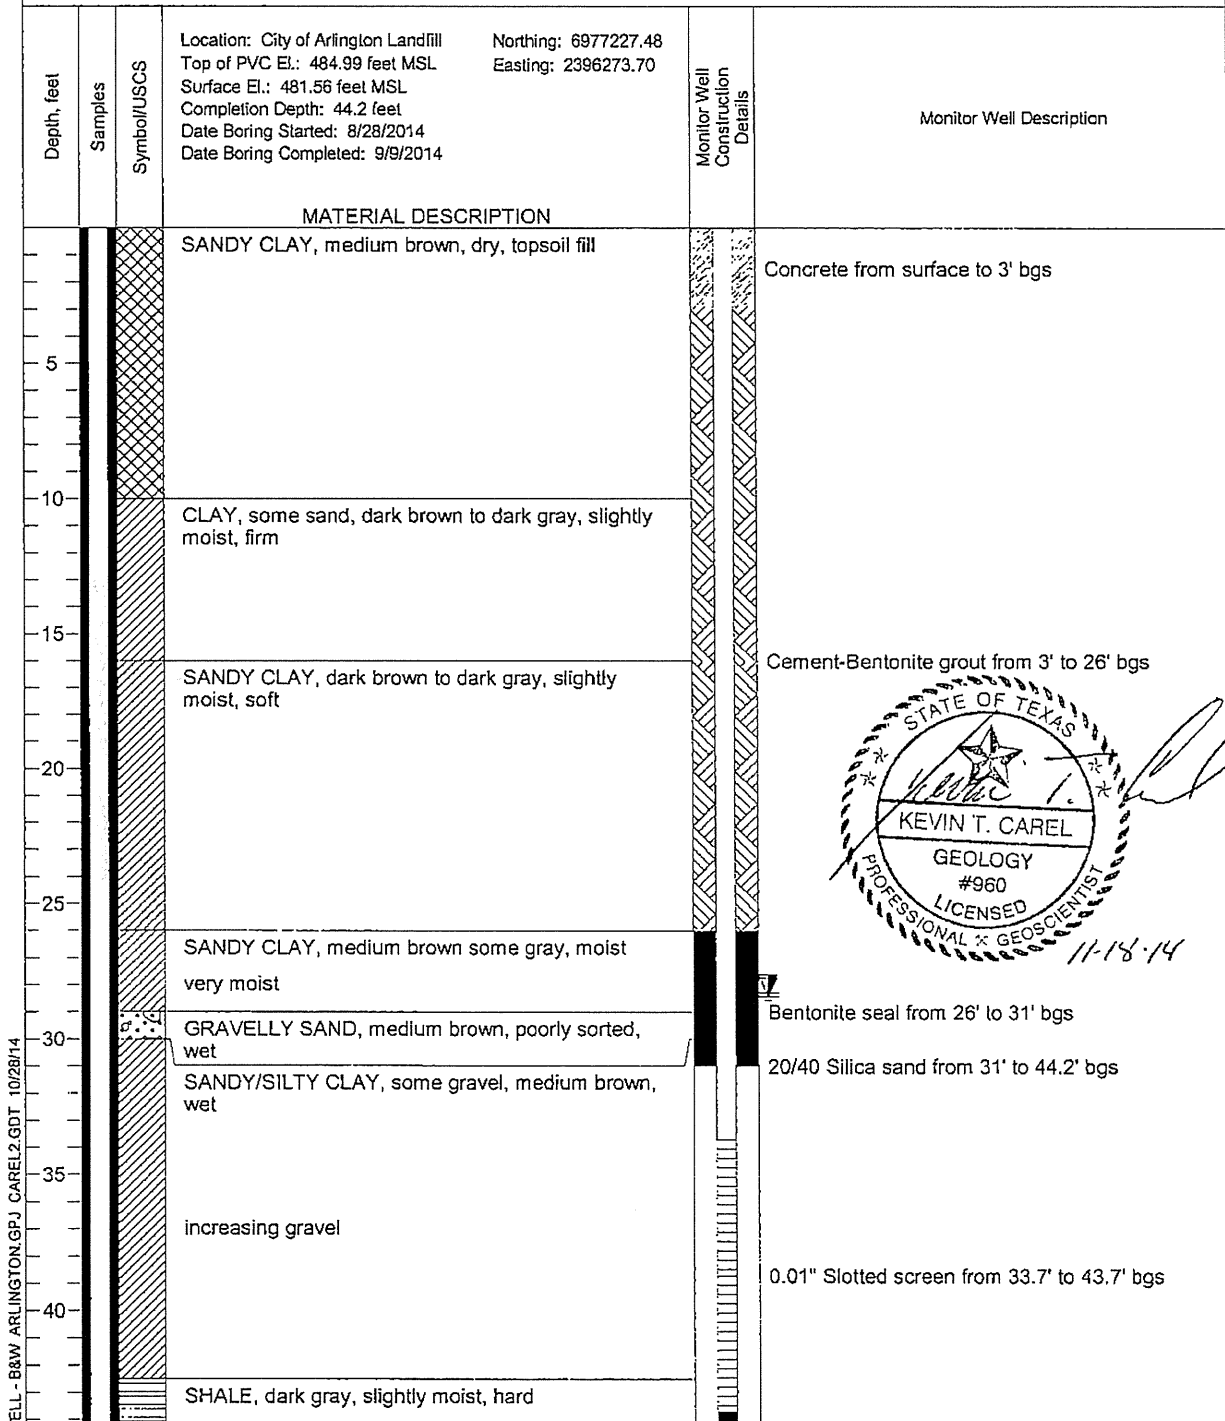 Location: City of Arlington Landfill
Northing: 6977227.48
Top of PVC El.: 484.99 feet MSL
Easting: 2396273.70
Surface El.: 481.56 feet MSL
Completion Depth: 44.2 feet
Date Boring Started: 8/28/2014
Date Boring Completed: 9/9/2014
Depth, feet
Samples
Symbol/USCS
MATERIAL DESCRIPTION
Monitor Well
Construction
Details
Monitor Well Description
SANDY CLAY, medium brown, dry, topsoil fill
Concrete from surface to 3' bgs
5
10
CLAY, some sand, dark brown to dark gray, slightly
moist, firm
15
Cement-Bentonite grout from 3' to 26' bgs
SANDY CLAY, dark brown to dark gray, slightly
moist, soft
STATE OF TEXAS
20
KEVIN T. CAREL
GEOLOGY
#960
LICENSED
PROFESSIONAL GEOSCIENTIST
11-18-14
25
SANDY CLAY, medium brown some gray, moist
very moist
Bentonite seal from 26' to 31' bgs
GRAVELLY SAND, medium brown, poorly sorted,
wet
30
20/40 Silica sand from 31' to 44.2' bgs
SANDY/SILTY CLAY, some gravel, medium brown,
wet
35
increasing gravel
0.01" Slotted screen from 33.7' to 43.7' bgs
40
SHALE, dark gray, slightly moist, hard
ELL - B&W ARLINGTON.GPJ CAREL2.GDT 10/28/14